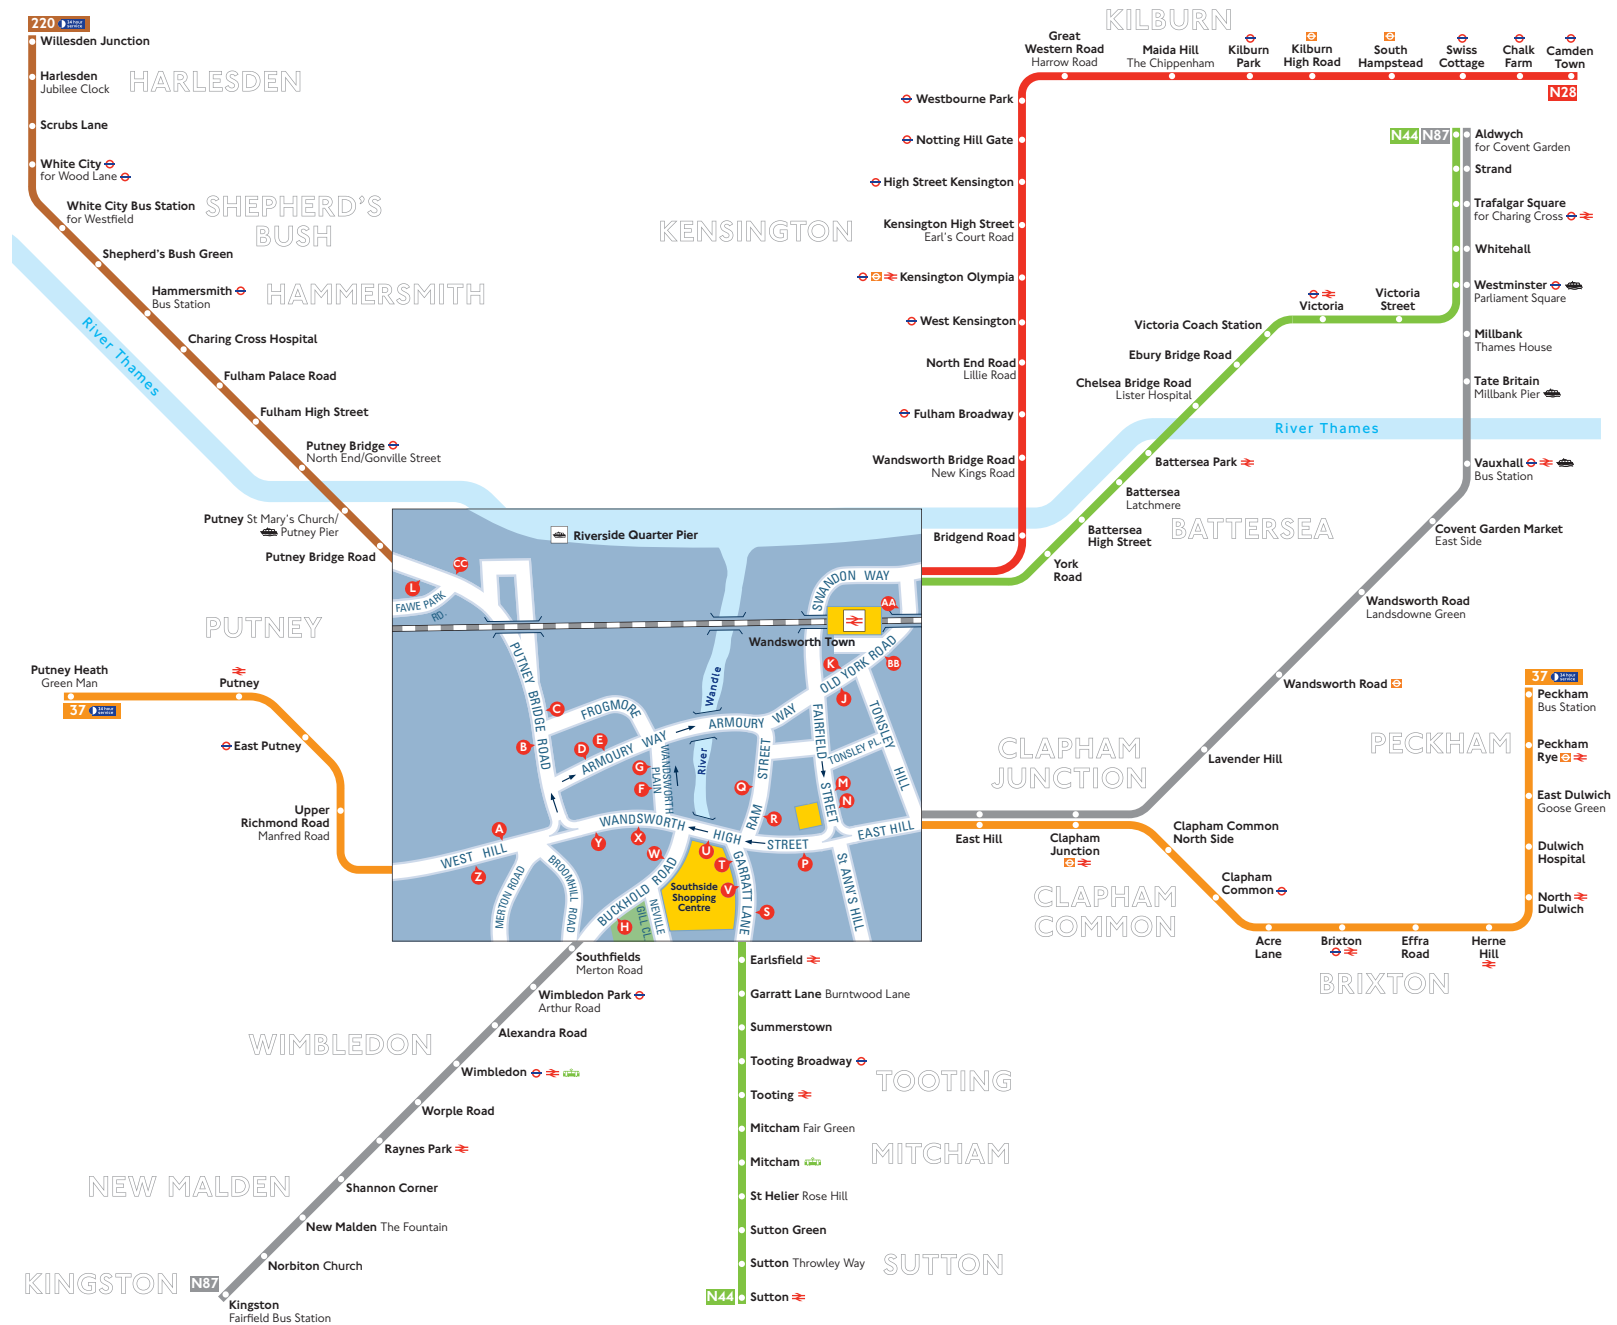 220 24 hour service
Willesden Junction
Harlesden
Jubilee Clock
HARLESDEN
Scrubs Lane
White City
for Wood Lane
White City Bus Station
for Westfield
SHEPHERD'S
BUSH
Shepherd's Bush Green
Hammersmith
Bus Station
HAMMERSMITH
River Thames
Charing Cross Hospital
Fulham Palace Road
Fulham High Street
Putney Bridge
North End/Gonville Street
Putney St Mary's Church/
Putney Pier
Putney Bridge Road
PUTNEY
Putney Heath
Green Man
37 24 hour service
Putney
East Putney
Upper
Richmond Road
Manfred Road
KILBURN
Great
Western Road
Harrow Road
Maida Hill
The Chippenham
Kilburn
Park
Kilburn
High Road
South
Hampstead
Swiss
Cottage
Chalk
Farm
Camden
Town
N28
Westbourne Park
Notting Hill Gate
High Street Kensington
KENSINGTON
Kensington High Street
Earl's Court Road
Kensington Olympia
West Kensington
North End Road
Lillie Road
Fulham Broadway
Wandsworth Bridge Road
New Kings Road
Bridgend Road
N44 N87
Aldwych
for Covent Garden
Strand
Trafalgar Square
for Charing Cross
Whitehall
Westminster
Parliament Square
Victoria
Street
Victoria
Victoria Coach Station
Ebury Bridge Road
Chelsea Bridge Road
Lister Hospital
Millbank
Thames House
Tate Britain
Millbank Pier
River Thames
Battersea Park
Battersea
Latchmere
Battersea
High Street
York
Road
BATTERSEA
Vauxhall
Bus Station
Covent Garden Market
East Side
Wandsworth Road
Landsdowne Green
Wandsworth Road
Lavender Hill
CLAPHAM
JUNCTION
East Hill
Clapham
Junction
Clapham Common
North Side
Clapham
Common
CLAPHAM
COMMON
Acre
Lane
Brixton
Effra
Road
Herne
Hill
BRIXTON
37 24 hour service
Peckham
Bus Station
PECKHAM
Peckham
Rye
East Dulwich
Goose Green
Dulwich
Hospital
North
Dulwich
Riverside Quarter Pier
CC
L
FAWE PARK
RD.
SWANDON WAY
AA
Wandsworth Town
PUTNEY BRIDGE ROAD
River Wandle
K
BB
OLD YORK ROAD
J
C
FROGMORE
B
D
E
ARMOURY WAY
ARMOURY WAY
G
F
WANDSWORTH
PLAIN
FAIRFIELD STREET
TONSLEY HILL
TONSLEY PL.
RAM STREET
Q
M
N
R
A
WEST HILL
Z
WANDSWORTH HIGH STREET
EAST HILL
Y
X
W
U
T
V
P
S
H
MERTON ROAD
BROOMHILL ROAD
BUCKHOLD ROAD
NEVILLE
GILL CL.
Southside
Shopping
Centre
GARRATT LANE
St ANN'S HILL
Southfields
Merton Road
Wimbledon Park
Arthur Road
Alexandra Road
WIMBLEDON
Wimbledon
Worple Road
Raynes Park
Shannon Corner
NEW MALDEN
New Malden The Fountain
Norbiton Church
KINGSTON
N87
Kingston
Fairfield Bus Station
Earlsfield
Garratt Lane Burntwood Lane
Summerstown
Tooting Broadway
TOOTING
Tooting
Mitcham Fair Green
MITCHAM
Mitcham
St Helier Rose Hill
Sutton Green
Sutton Throwley Way
SUTTON
N44
Sutton